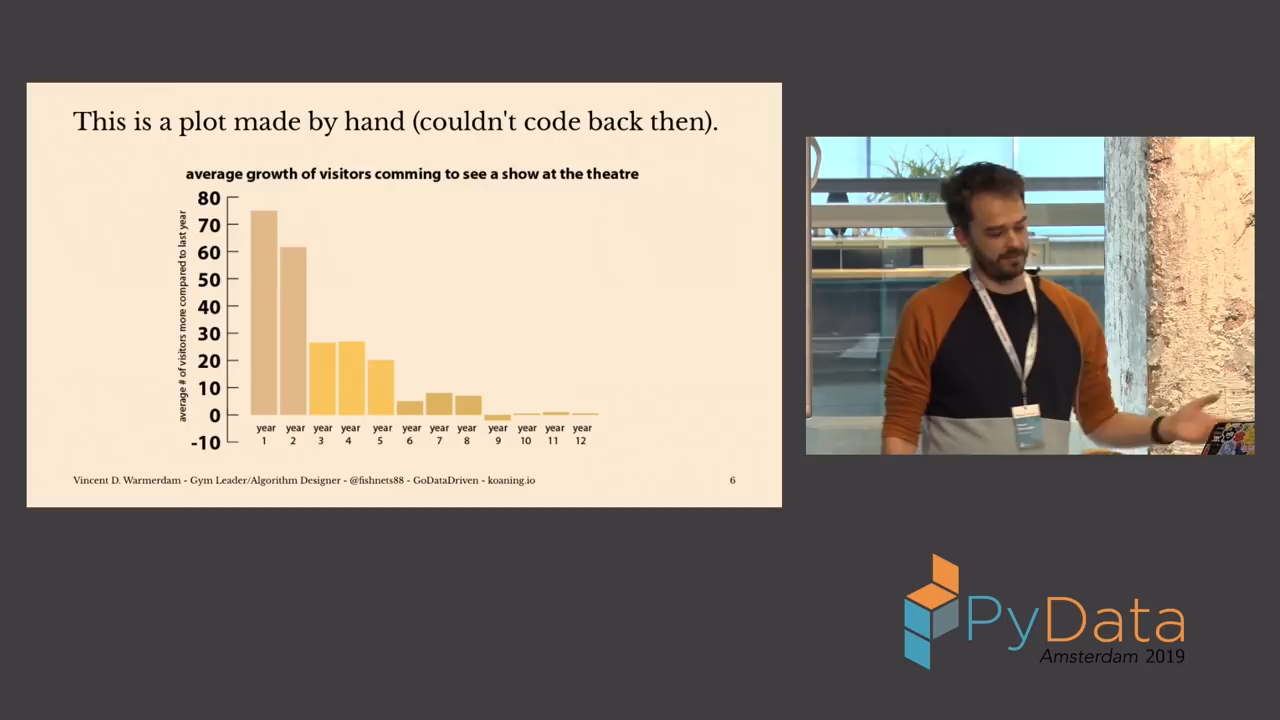 This is a plot made by hand (couldn't code back then).
average growth of visitors comming to see a show at the theatre
average # of visitors more compared to last year
80
70
60
50
40
30
20
10
0
-10
year 1
year 2
year 3
year 4
year 5
year 6
year 7
year 8
year 9
year 10
year 11
year 12
Vincent D. Warmerdam - Gym Leader/Algorithm Designer - @fishnets88 - GoDataDriven - koaning.io
6
PyData
Amsterdam 2019